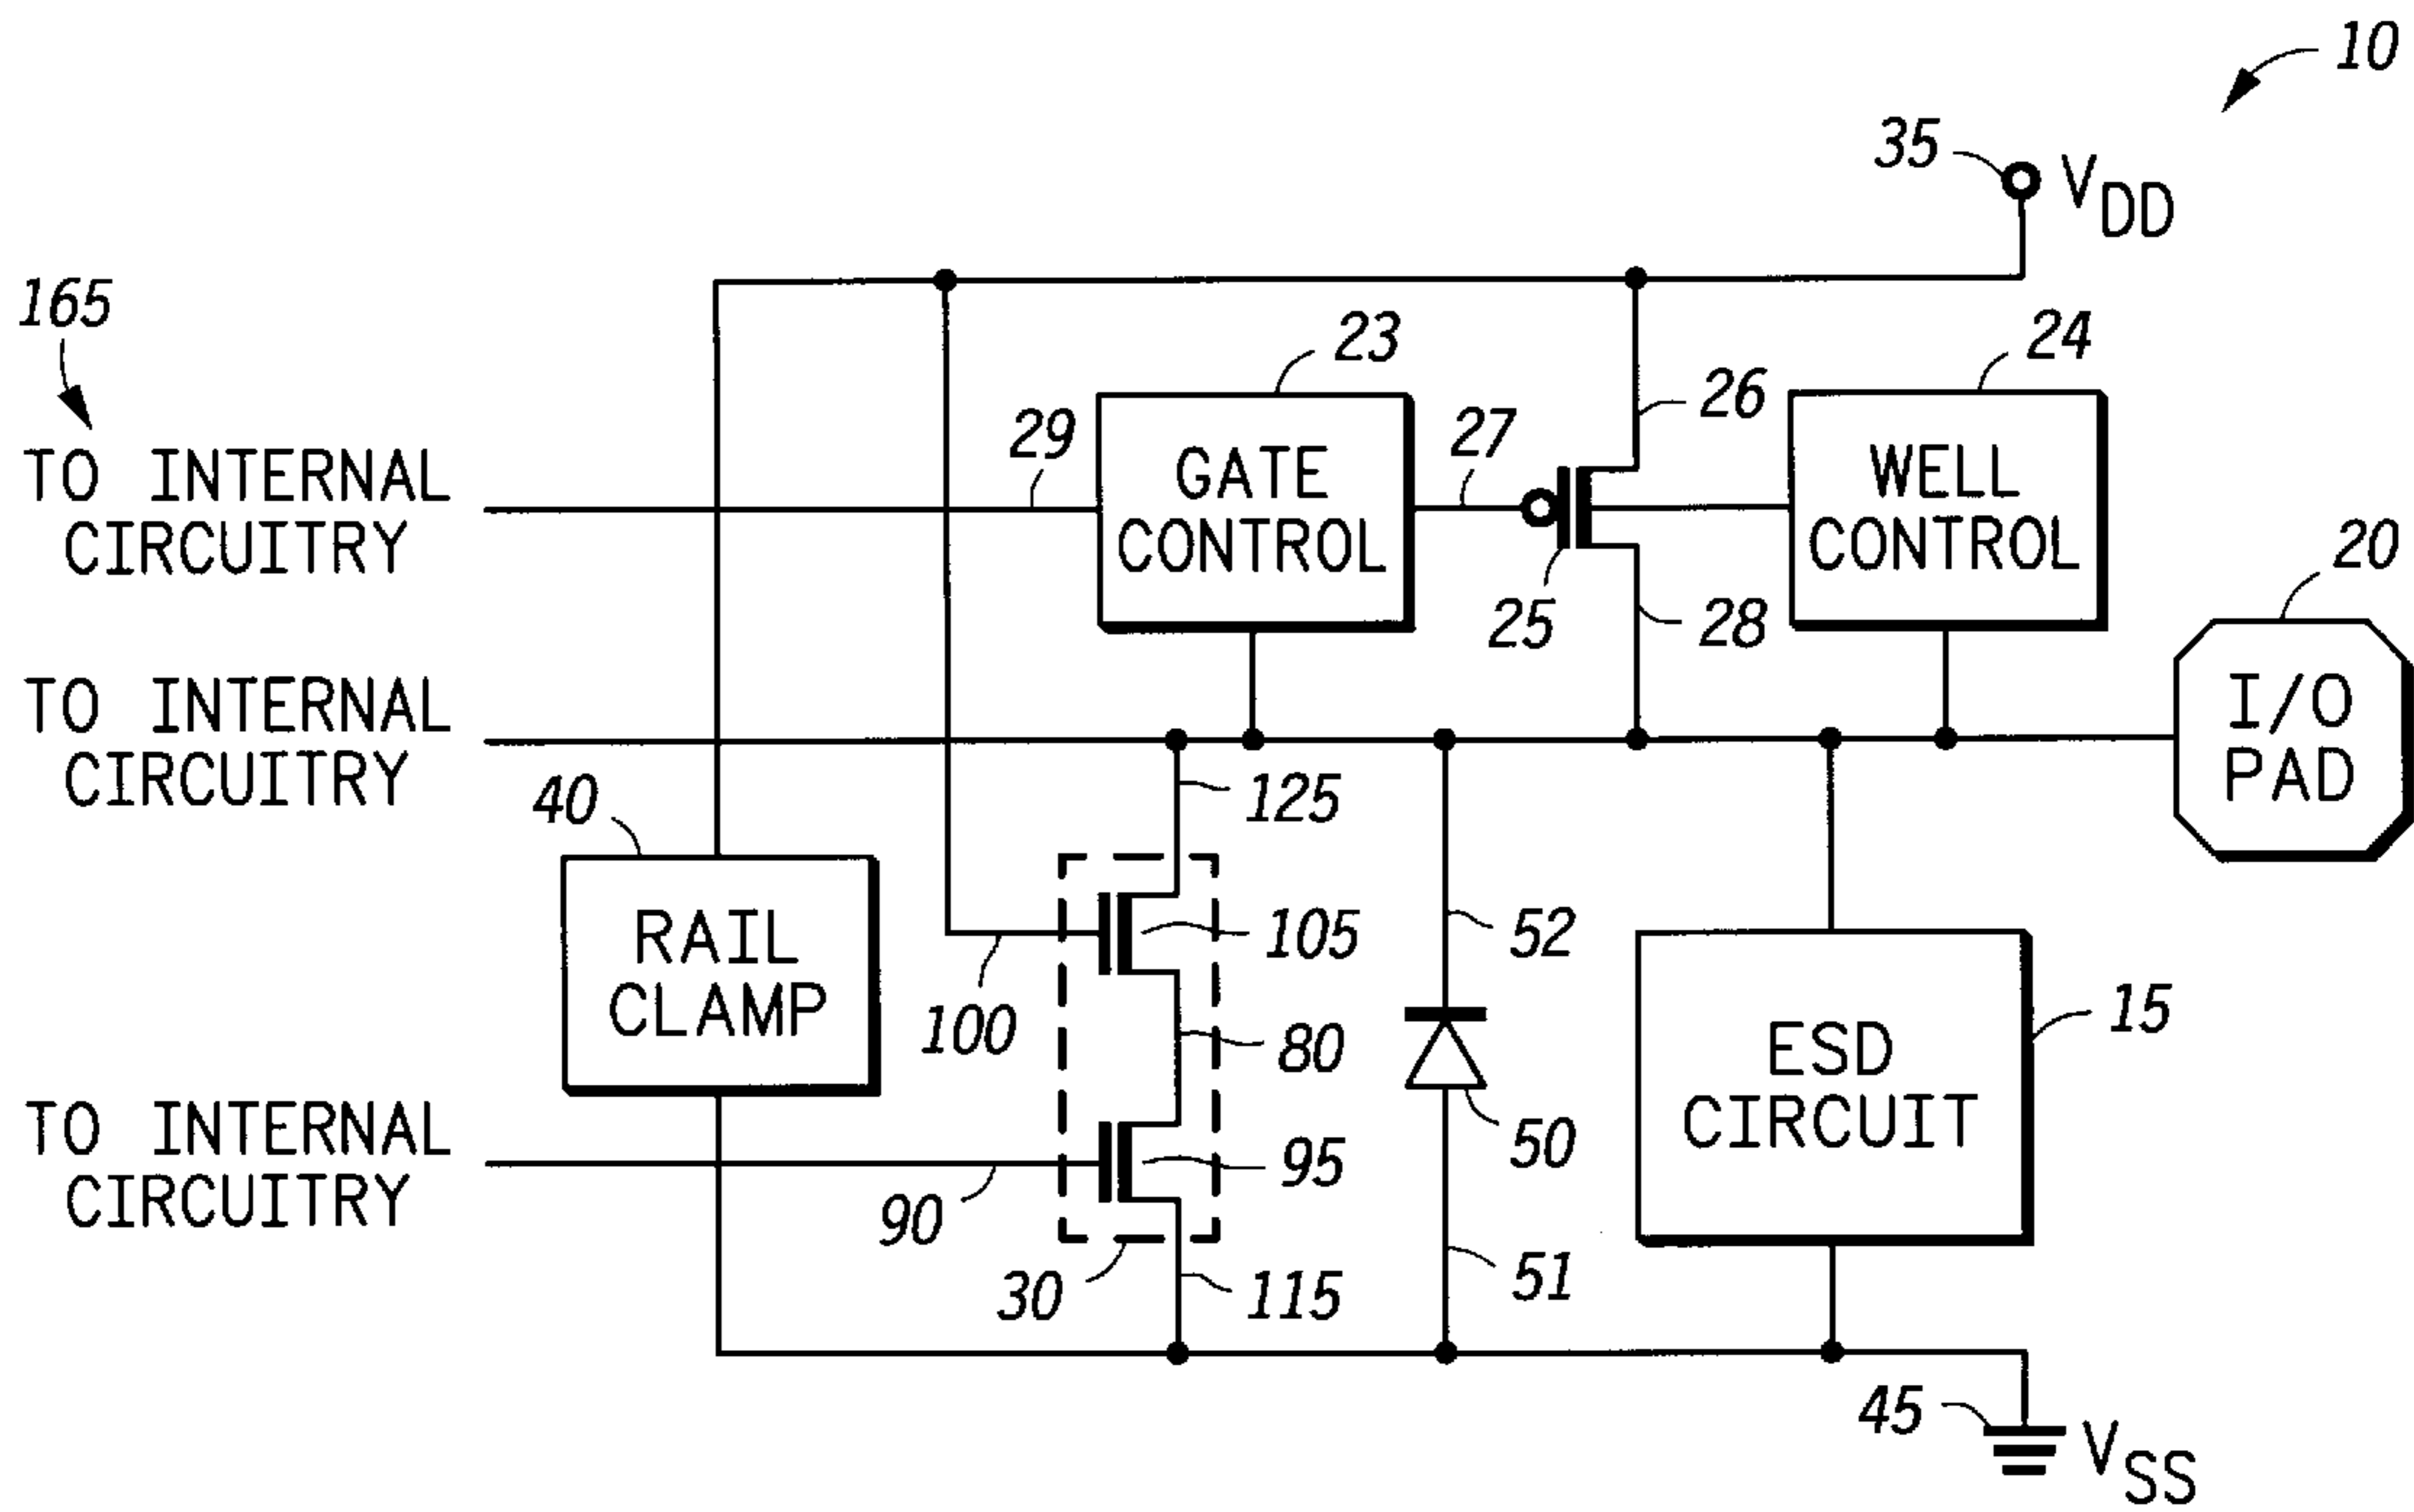 10
35
VDD
165
23
24
29
27
26
TO INTERNAL
CIRCUITRY
GATE
CONTROL
WELL
CONTROL
25
28
20
TO INTERNAL
CIRCUITRY
I/O
PAD
40
125
RAIL
CLAMP
105
52
100
80
15
ESD
CIRCUIT
TO INTERNAL
CIRCUITRY
50
95
90
30
115
51
45
VSS